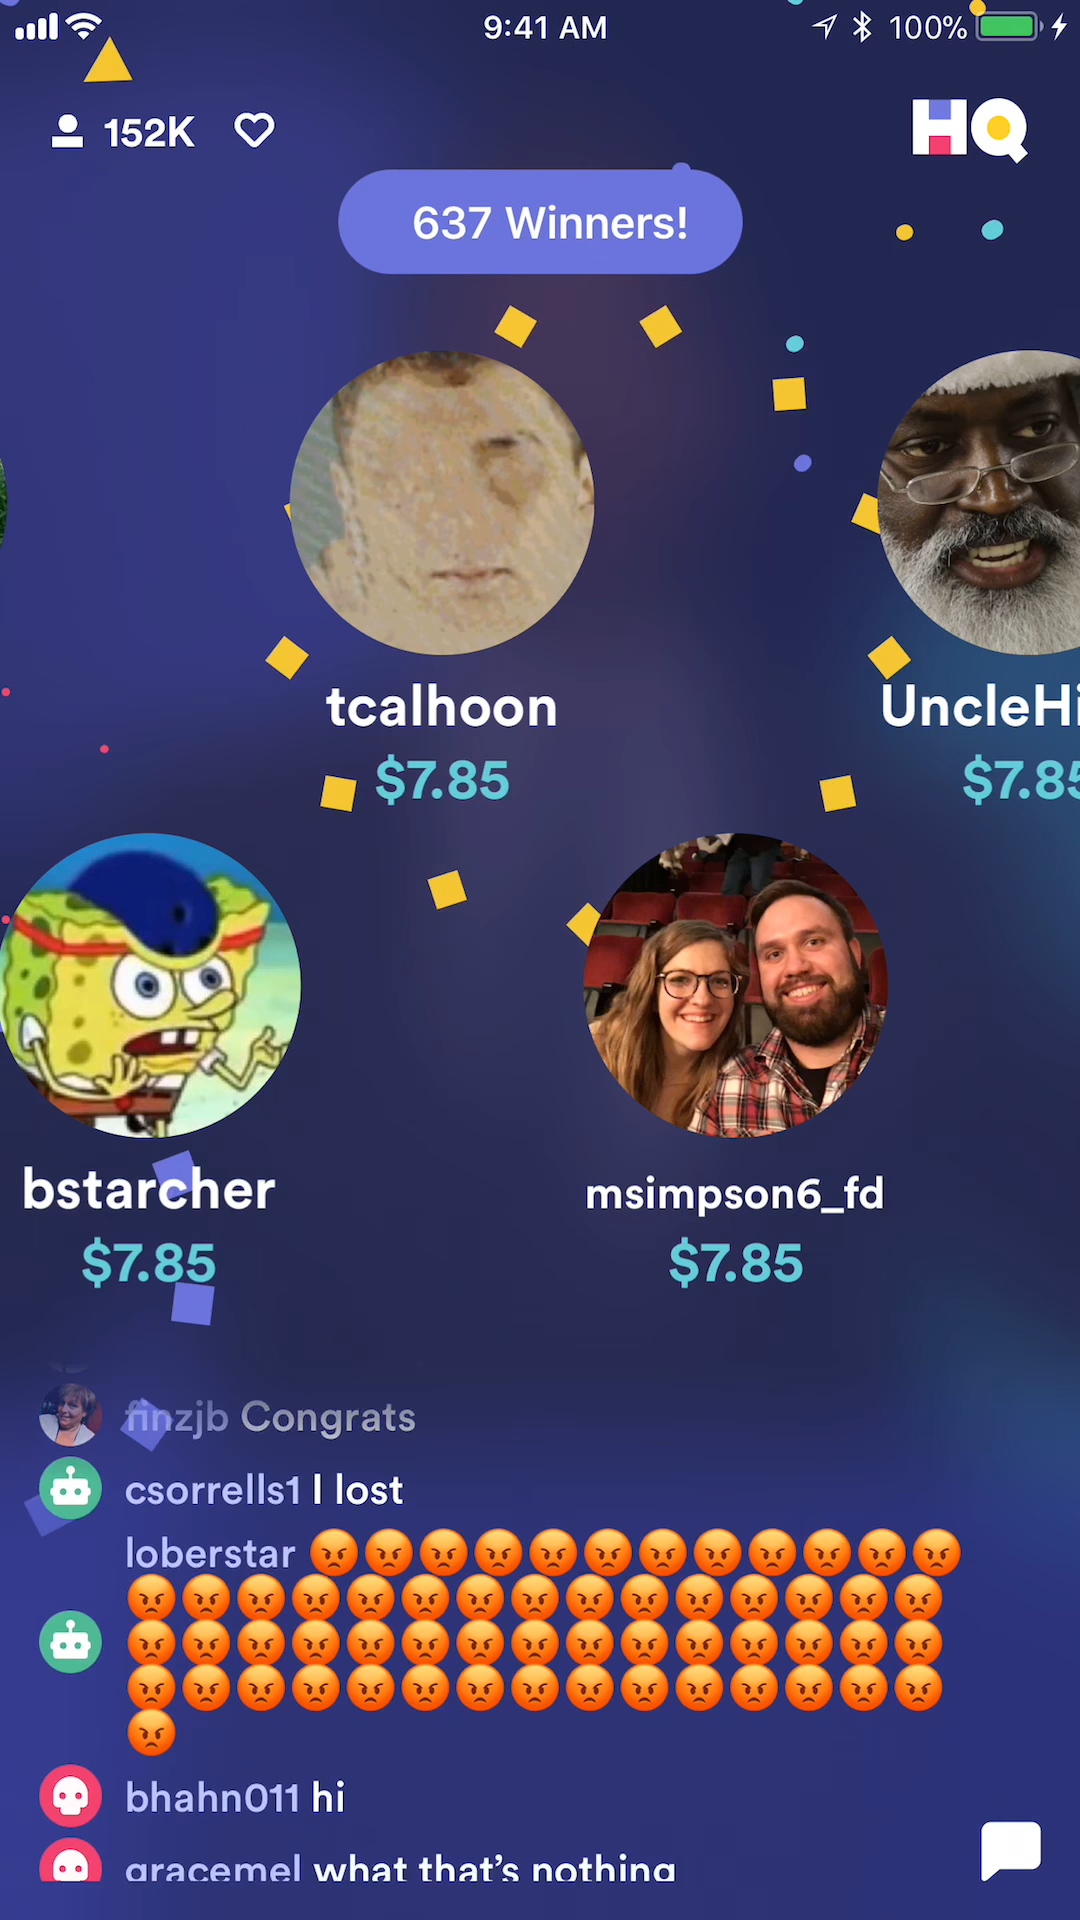 9:41 AM 100%
152K HQ
637 Winners!
tcalhoon
$7.85
UncleHi
$7.85
bstarcher
$7.85
msimpson6_fd
$7.85
finzjb Congrats
csorrells1 I lost
loberstar 😡😡😡😡😡😡😡😡😡😡😡😡
😡😡😡😡😡😡😡😡😡😡😡😡😡😡😡
😡😡😡😡😡😡😡😡😡😡😡😡😡😡😡
😡😡😡😡😡😡😡😡😡😡😡😡😡😡😡
😡
bhahn011 hi
gracemel what that’s nothing